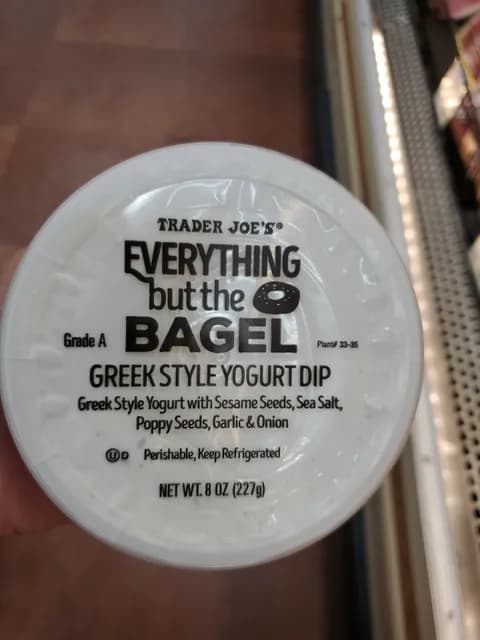 TRADER JOE'S®
EVERYTHING
but the
BAGEL
Grade A
Plant# 33-35
GREEK STYLE YOGURT DIP
Greek Style Yogurt with Sesame Seeds, Sea Salt,
Poppy Seeds, Garlic & Onion
U D Perishable, Keep Refrigerated
NET WT. 8 OZ (227g)